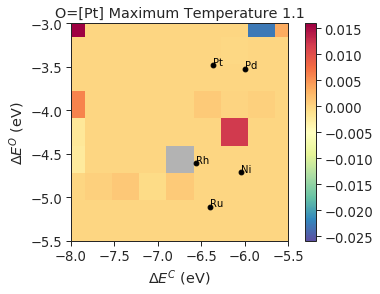 O=[Pt] Maximum Temperature 1.1
−3.0
−3.5
−4.0
−4.5
−5.0
−5.5
ΔE^O (eV)
Pt
Pd
Rh
Ni
Ru
−8.0 −7.5 −7.0 −6.5 −6.0 −5.5
ΔE^C (eV)
0.015
0.010
0.005
0.000
−0.005
−0.010
−0.015
−0.020
−0.025